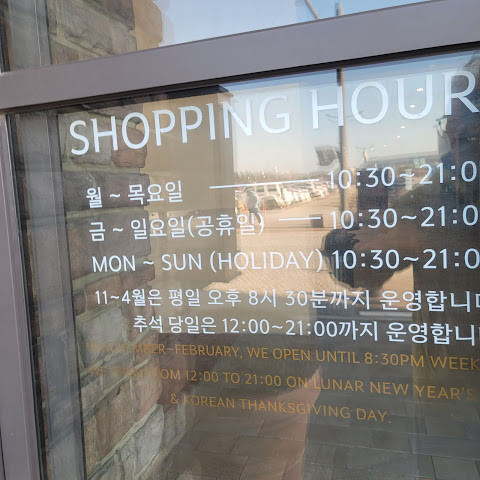 SHOPPING HOUR
월 ~ 목요일 10:30~21:0
금 ~ 일요일(공휴일) 10:30~21:0
MON ~ SUN (HOLIDAY) 10:30~21:0
11~4월은 평일 오후 8시 30분까지 운영합니
추석 당일은 12:00~21:00까지 운영합니
-FEBRUARY, WE OPEN UNTIL 8:30PM WEEK
12:00 TO 21:00 ON LUNAR NEW YEAR'S
& KOREAN THANKSGIVING DAY.